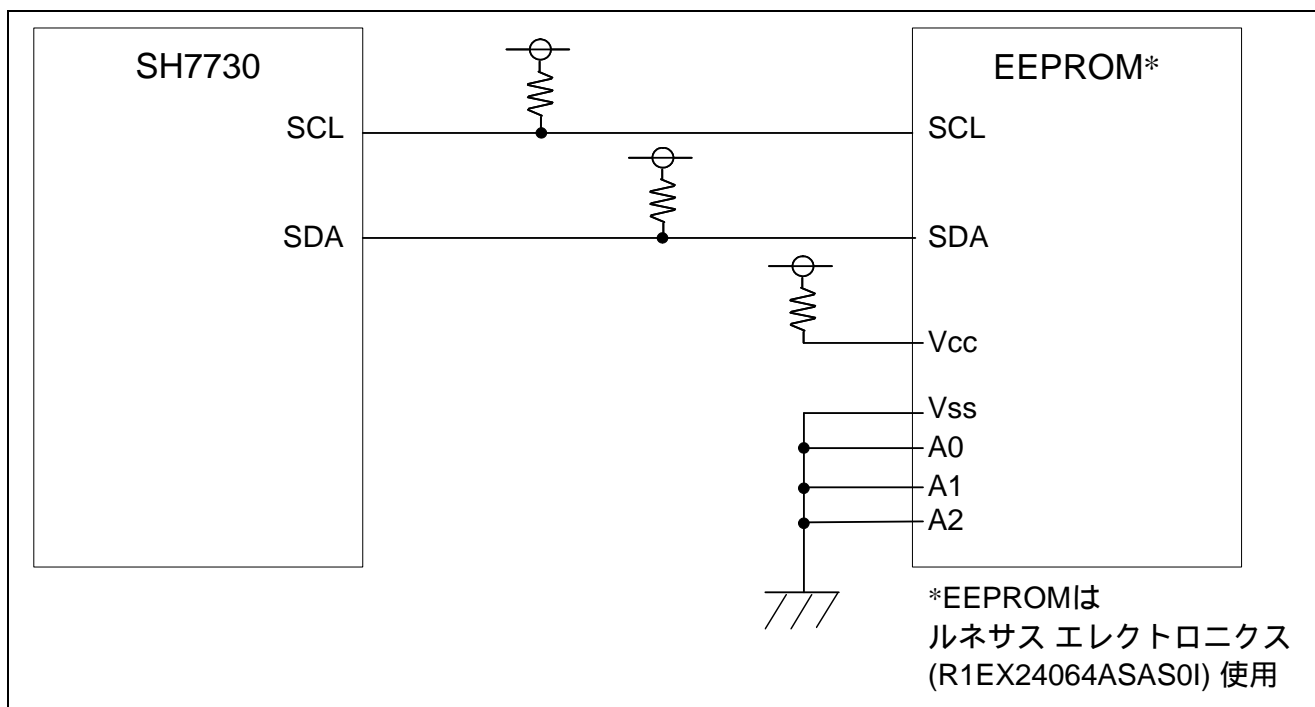 SH7730
SCL
SDA
EEPROM*
SCL
SDA
Vcc
Vss
A0
A1
A2
*EEPROMは
ルネサス エレクトロニクス
(R1EX24064ASAS0I) 使用